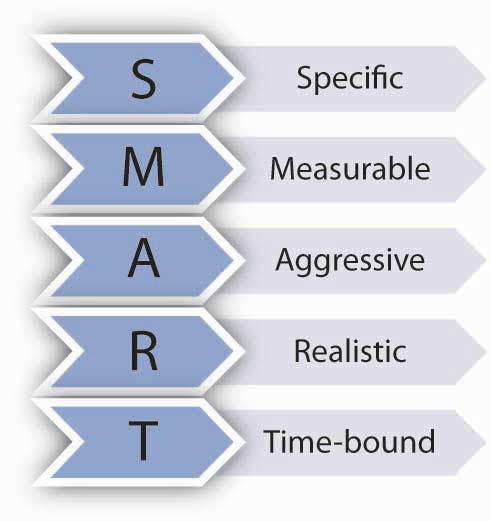 S Specific
M Measurable
A Aggressive
R Realistic
T Time-bound